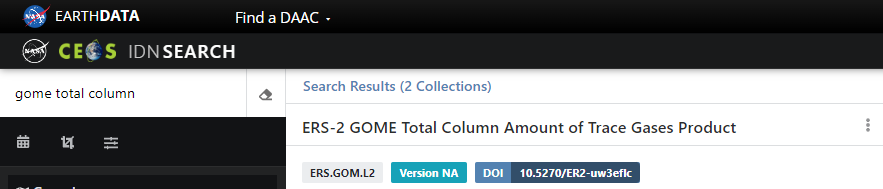 EARTHDATA
Find a DAAC
CEOS IDN SEARCH
gome total column
Search Results (2 Collections)
ERS-2 GOME Total Column Amount of Trace Gases Product
ERS.GOM.L2 Version NA DOI 10.5270/ER2-uw3eflc